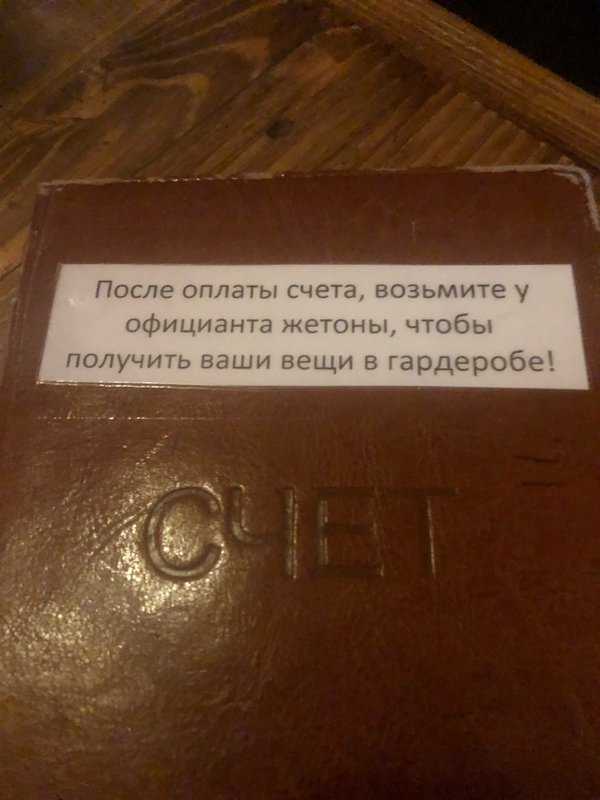 После оплаты счета, возьмите у
официанта жетоны, чтобы
получить ваши вещи в гардеробе!
СЧЕТ